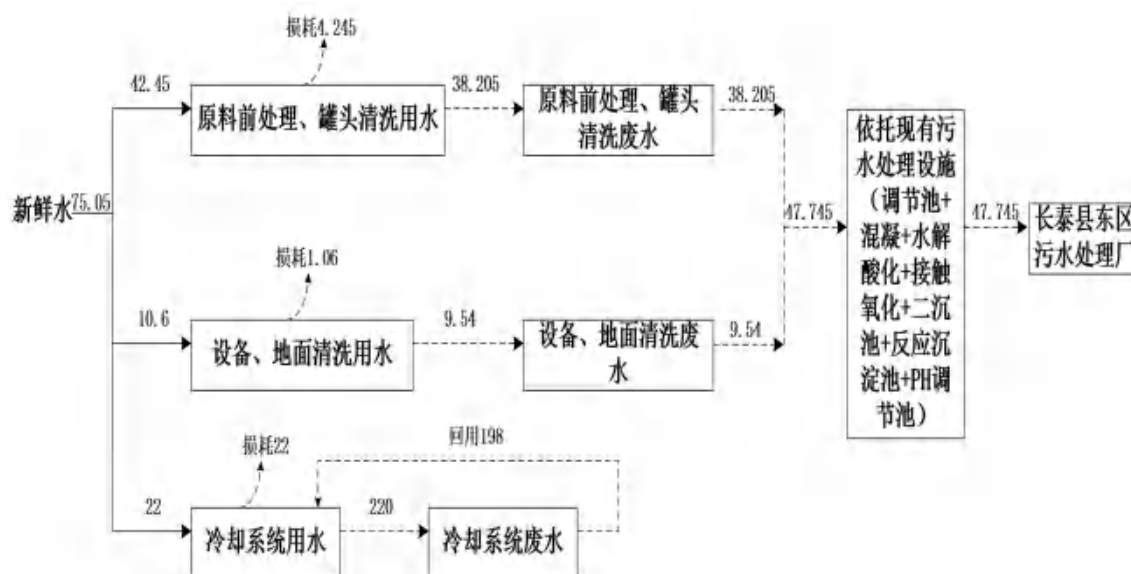 损耗4.245
42.45
原料前处理、罐头清洗用水
38.205
原料前处理、罐头
清洗废水
38.205
新鲜水
75.05
依托现有污
水处理设施
（调节池+
混凝+水解
酸化+接触
氧化+二沉
池+反应沉
淀池+PH调
节池）
47.745
47.745
长泰县东区
污水处理厂
损耗1.06
10.6
设备、地面清洗用水
9.54
设备、地面清洗废
水
9.54
损耗22
回用198
22
冷却系统用水
220
冷却系统废水